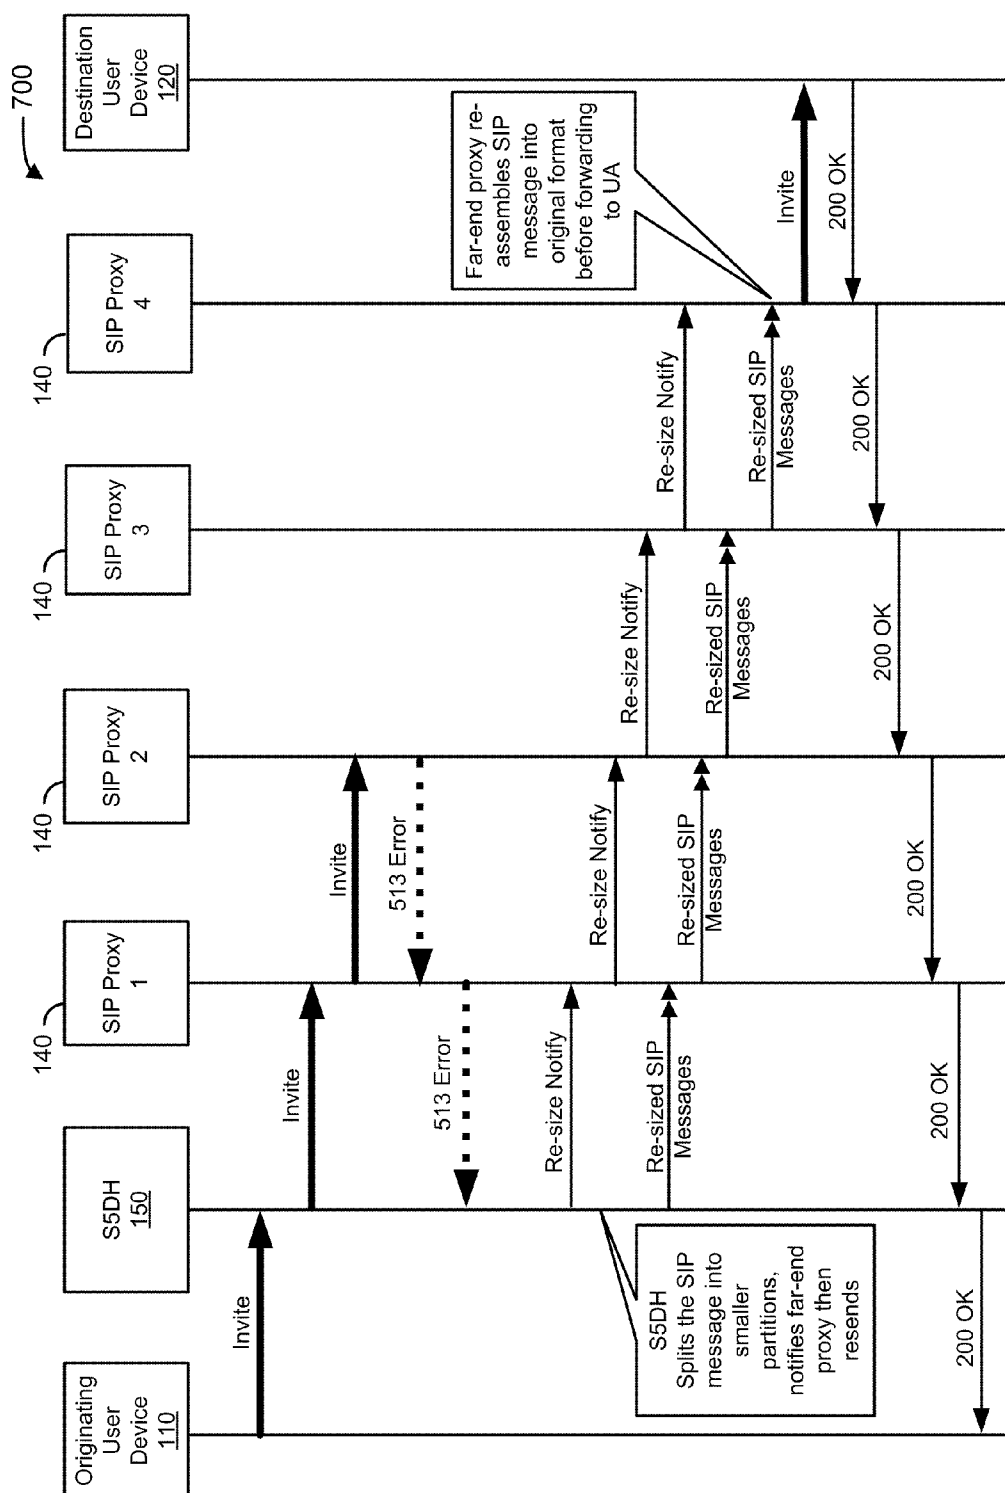 700
140
140
140
140
Originating
User
Device
110
S5DH
150
SIP Proxy
1
SIP Proxy
2
SIP Proxy
3
SIP Proxy
4
Destination
User
Device
120
Invite
Invite
Invite
513 Error
513 Error
S5DH
Splits the SIP
message into
smaller
partitions,
notifies far-end
proxy then
resends
Re-size Notify
Re-size Notify
Re-size Notify
Re-size Notify
Re-sized SIP
Messages
Re-sized SIP
Messages
Re-sized SIP
Messages
Re-sized SIP
Messages
Far-end proxy re-
assembles SIP
message into
original format
before forwarding
to UA
Invite
200 OK
200 OK
200 OK
200 OK
200 OK
200 OK